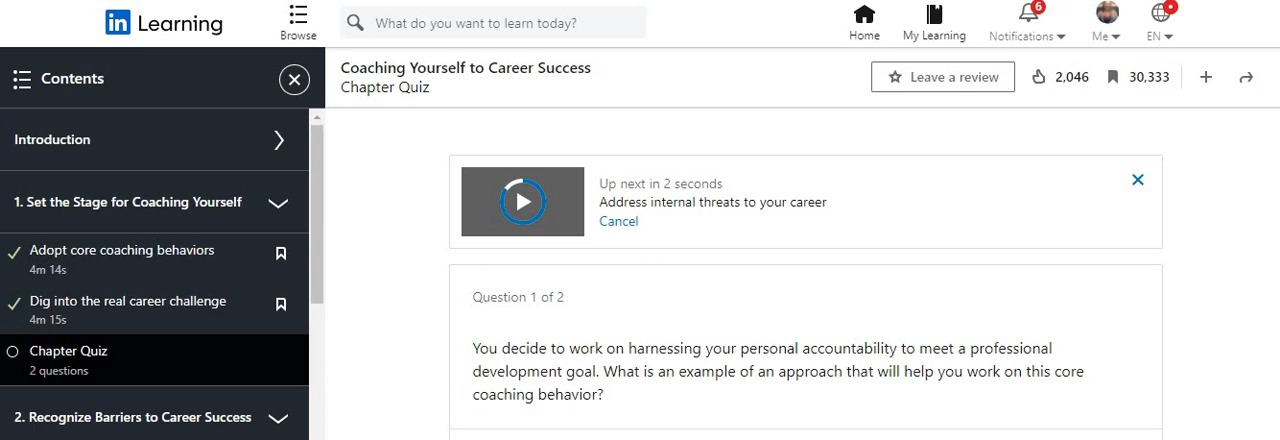 in Learning
Browse
What do you want to learn today?
Home
My Learning
6
Notifications
Me
EN
Contents
Introduction
1. Set the Stage for Coaching Yourself
Adopt core coaching behaviors
4m 14s
Dig into the real career challenge
4m 15s
Chapter Quiz
2 questions
2. Recognize Barriers to Career Success
Coaching Yourself to Career Success
Chapter Quiz
Leave a review
2,046
30,333
Up next in 2 seconds
Address internal threats to your career
Cancel
Question 1 of 2
You decide to work on harnessing your personal accountability to meet a professional
development goal. What is an example of an approach that will help you work on this core
coaching behavior?